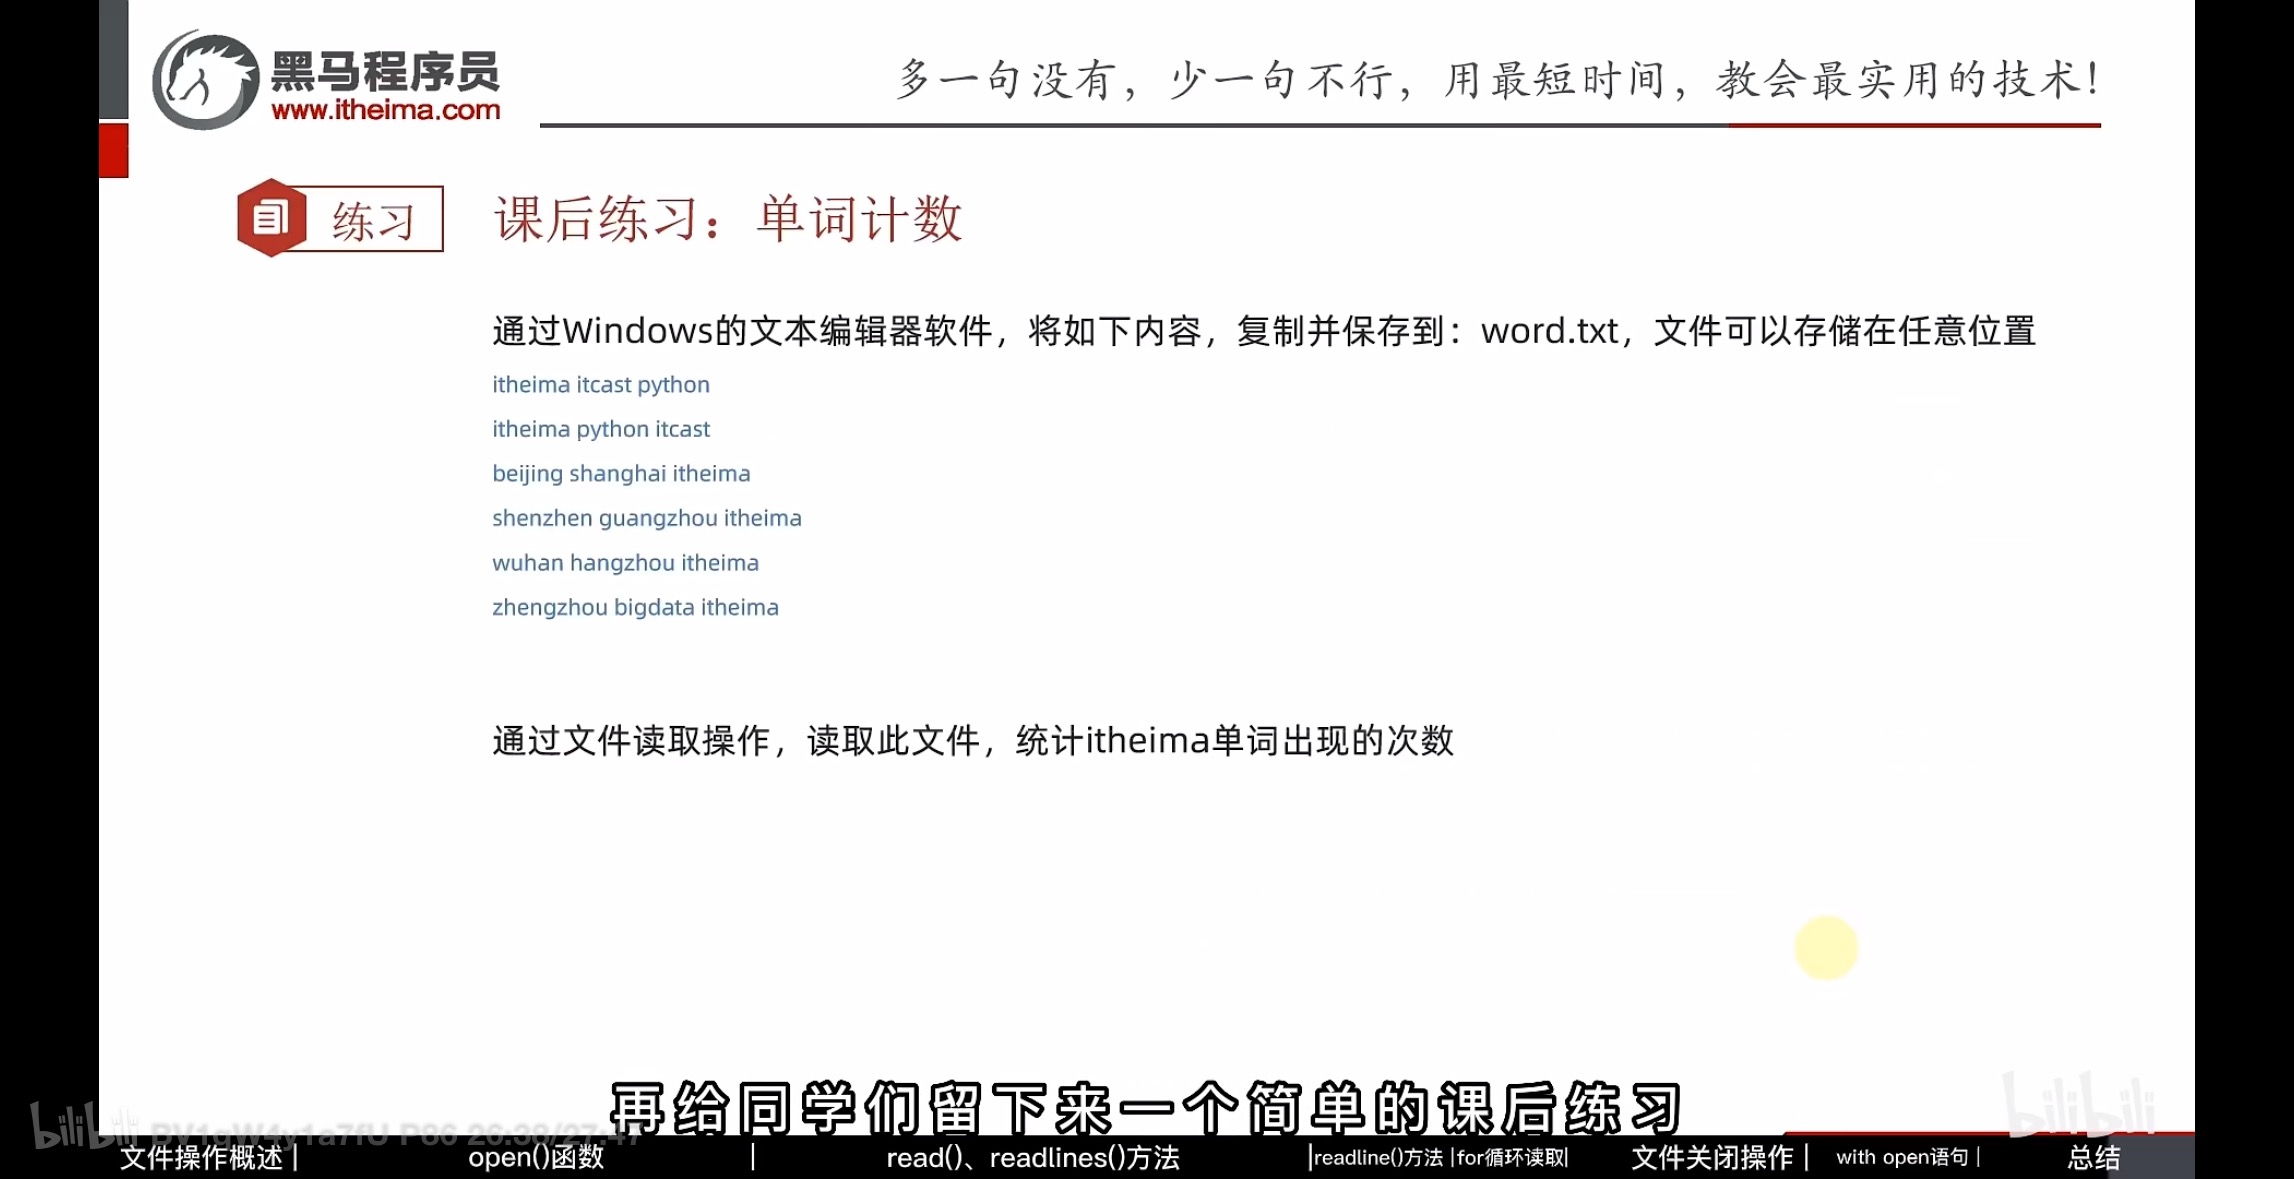 黑马程序员
www.itheima.com
多一句没有，少一句不行，用最短时间，教会最实用的技术！
练习
课后练习：单词计数
通过Windows的文本编辑器软件，将如下内容，复制并保存到：word.txt，文件可以存储在任意位置
itheima itcast python
itheima python itcast
beijing shanghai itheima
shenzhen guangzhou itheima
wuhan hangzhou itheima
zhengzhou bigdata itheima
通过文件读取操作，读取此文件，统计itheima单词出现的次数
再给同学们留下来一个简单的课后练习
bilibili BV1qW4y1a7fU P86 26:38/27:47
bilibili
文件操作概述 | open()函数 | read()、readlines()方法 |readline()方法 |for循环读取| 文件关闭操作 | with open语句 | 总结